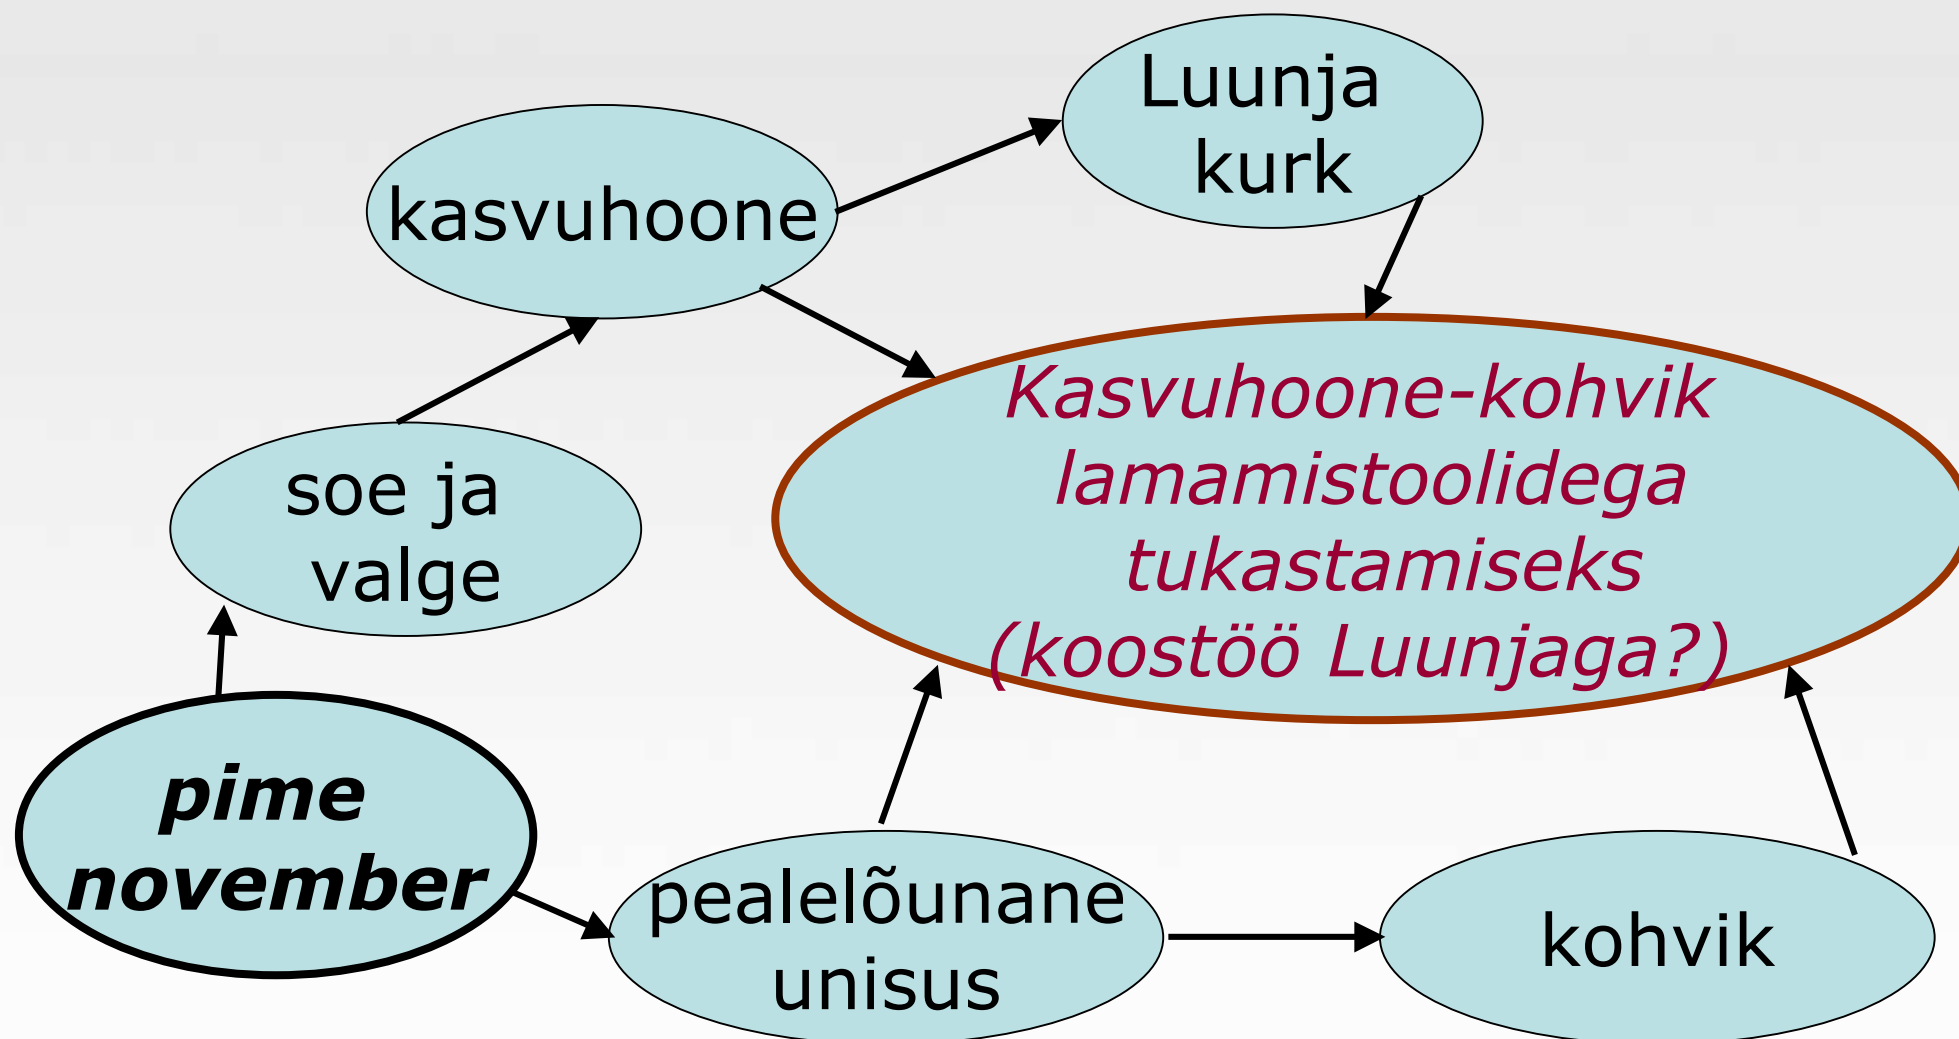 Luunja
kurk
kasvuhoone
Kasvuhoone-kohvik
lamamistoolidega
tukastamiseks
(koostöö Luunjaga?)
soe ja
valge
pime
november
pealelõunane
unisus
kohvik